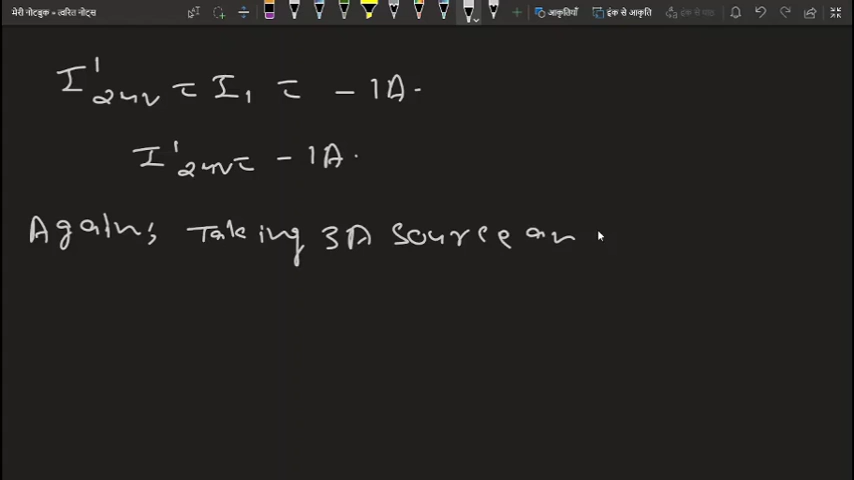 मेरी नोटबुक » त्वरित नोट्स
आकृतियाँ
इंक से आकृति
I'24V = I1 = - 1A.
I'24V = - 1A.
Again; Taking 3A source an